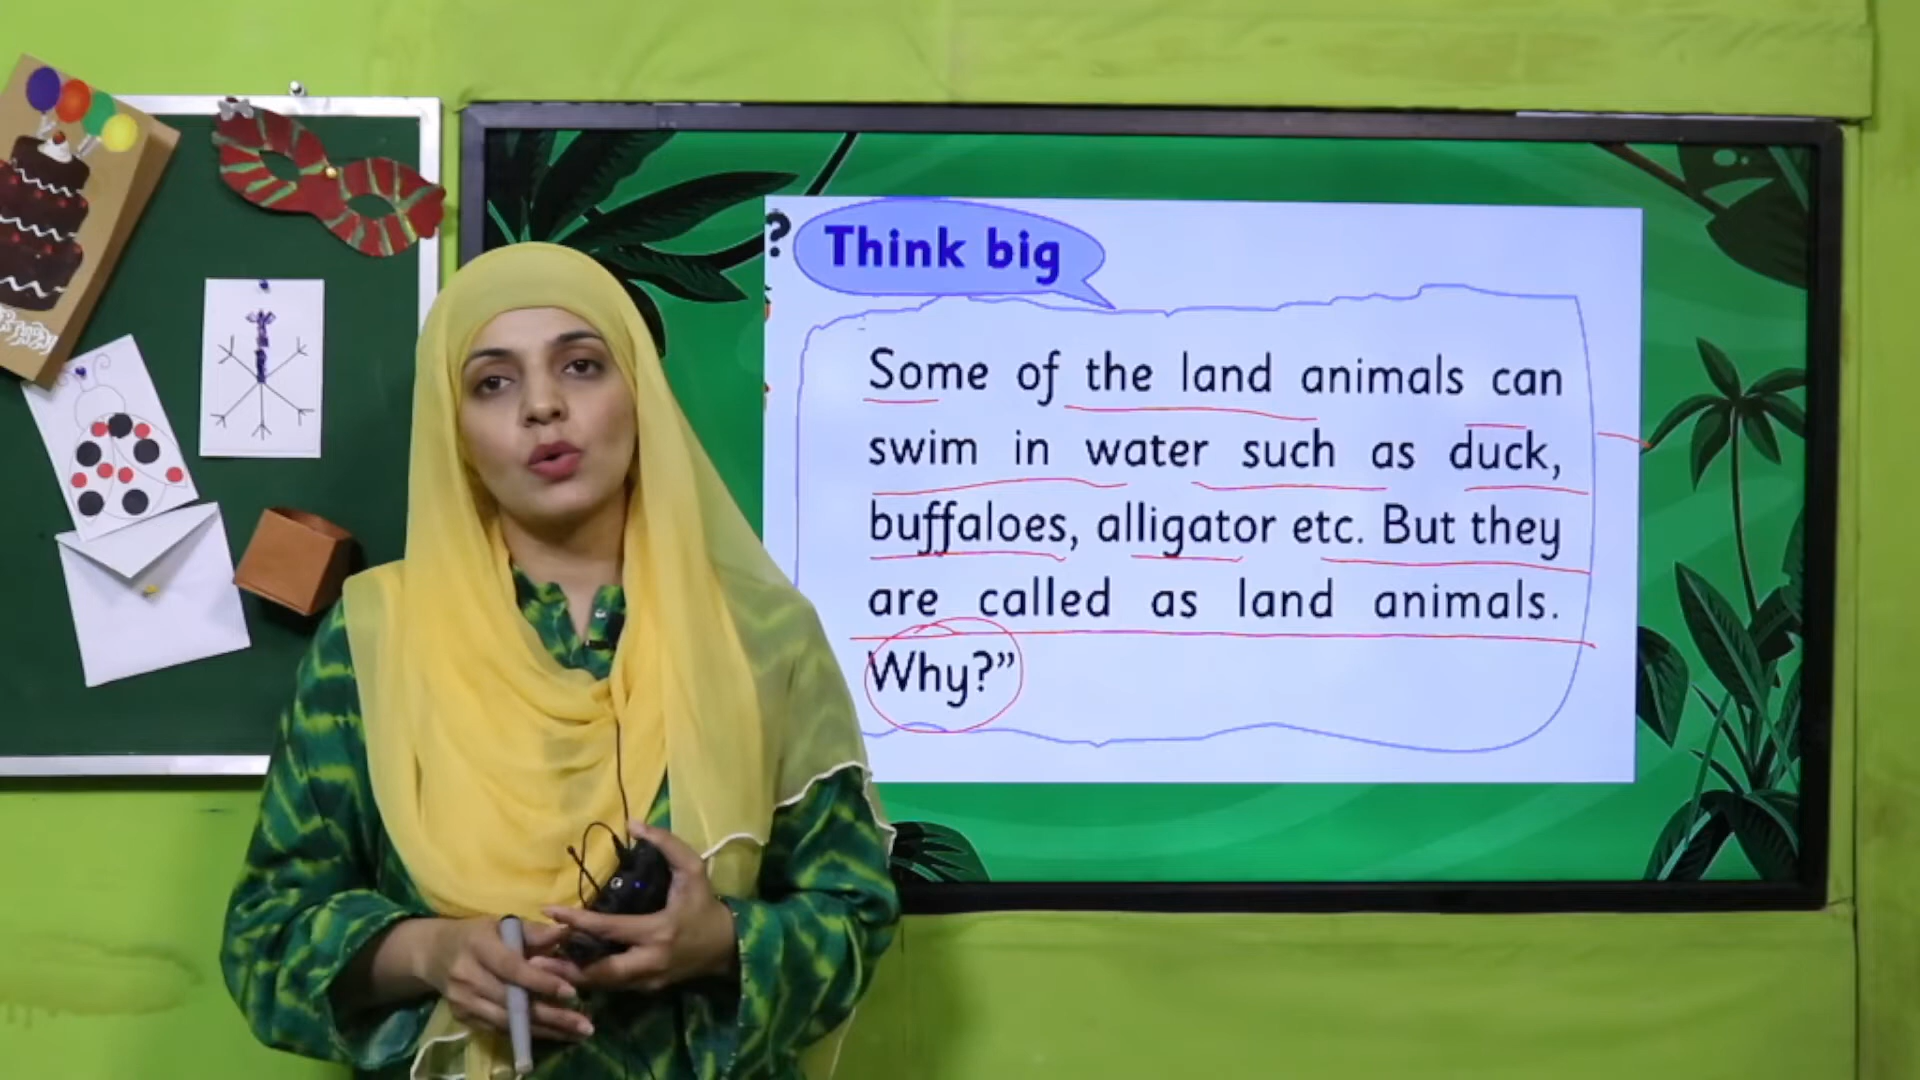 ?
Think big
Some of the land animals can
swim in water such as duck,
buffaloes, alligator etc. But they
are called as land animals.
Why?”